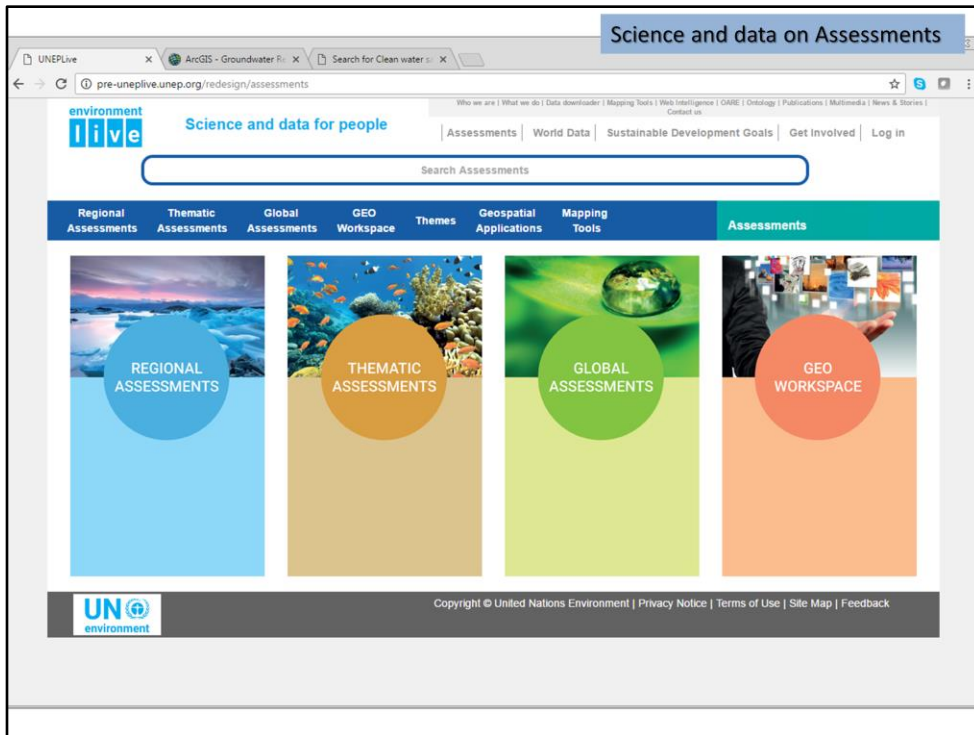 Science and data on Assessments
UNEPLive
ArcGIS - Groundwater Re
Search for Clean water s
pre-uneplive.unep.org/redesign/assessments
Who we are | What we do | Data downloader | Mapping Tools | Web Intelligence | OARE | Ontology | Publications | Multimedia | News & Stories |
Contact us
environment
live
Science and data for people
Assessments | World Data | Sustainable Development Goals | Get Involved | Log in
Search Assessments
Regional
Assessments
Thematic
Assessments
Global
Assessments
GEO
Workspace
Themes
Geospatial
Applications
Mapping
Tools
Assessments
REGIONAL
ASSESSMENTS
THEMATIC
ASSESSMENTS
GLOBAL
ASSESSMENTS
GEO
WORKSPACE
UN
environment
Copyright © United Nations Environment | Privacy Notice | Terms of Use | Site Map | Feedback